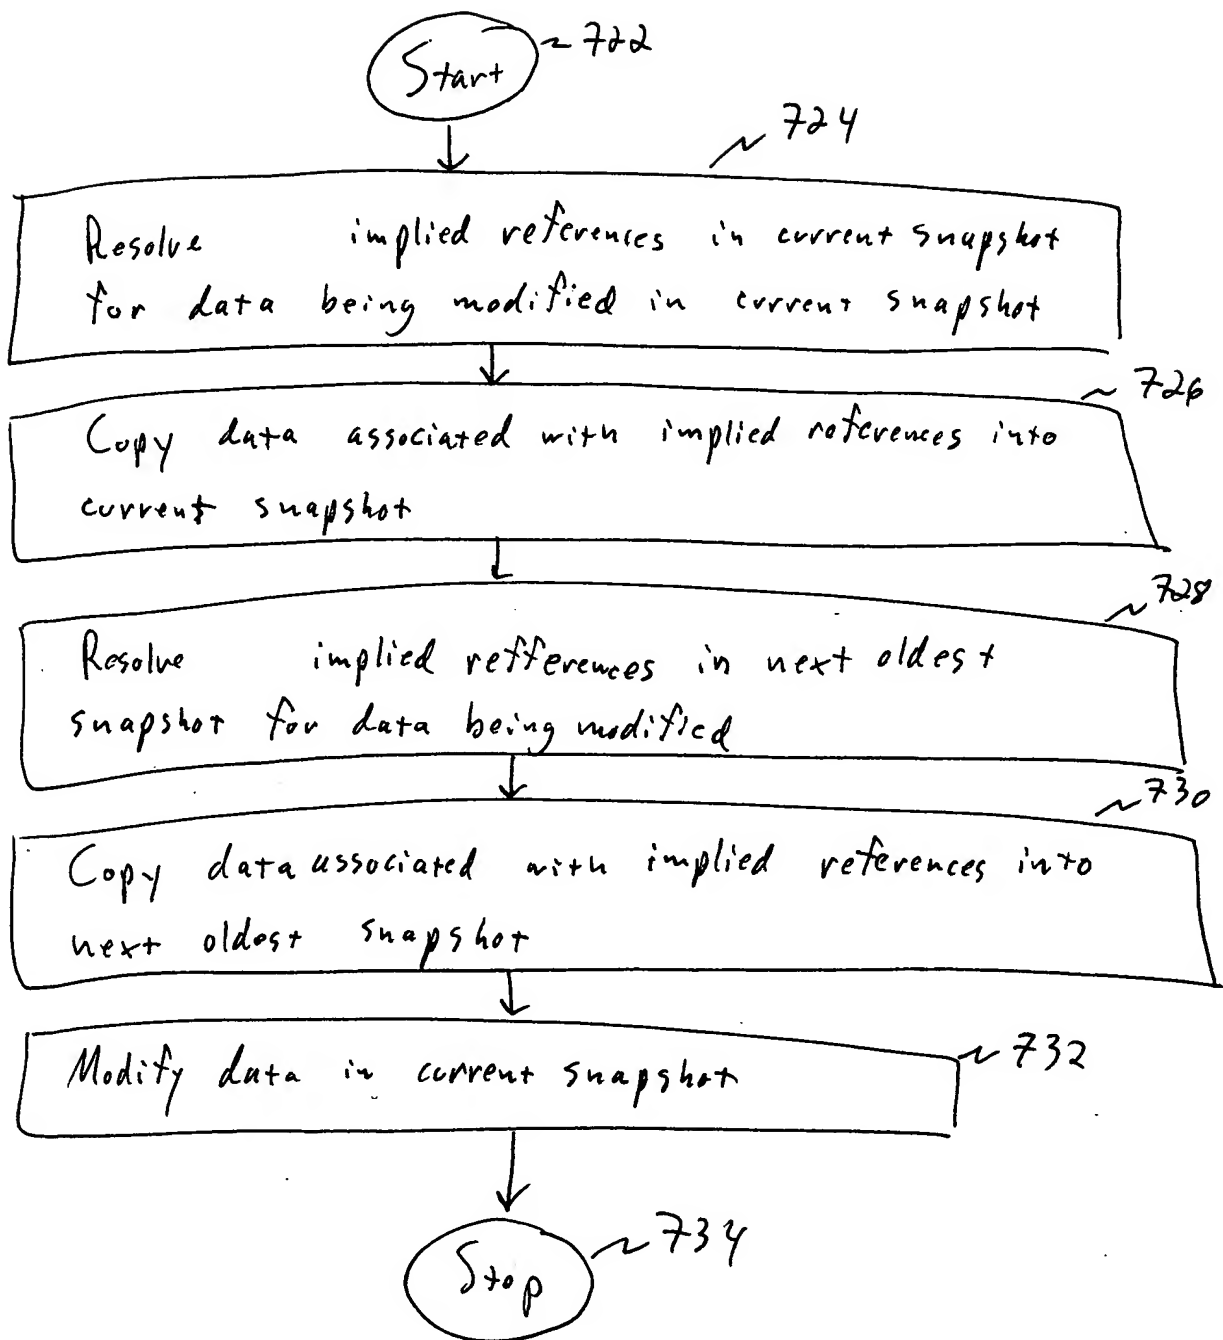 Start 722
724
Resolve implied references in current snapshot
for data being modified in current snapshot
726
Copy data associated with implied references into
current snapshot
728
Resolve implied refferences in next oldest
snapshot for data being modified
730
Copy data associated with implied references into
next oldest snapshot
Modify data in current snapshot 732
734
Stop